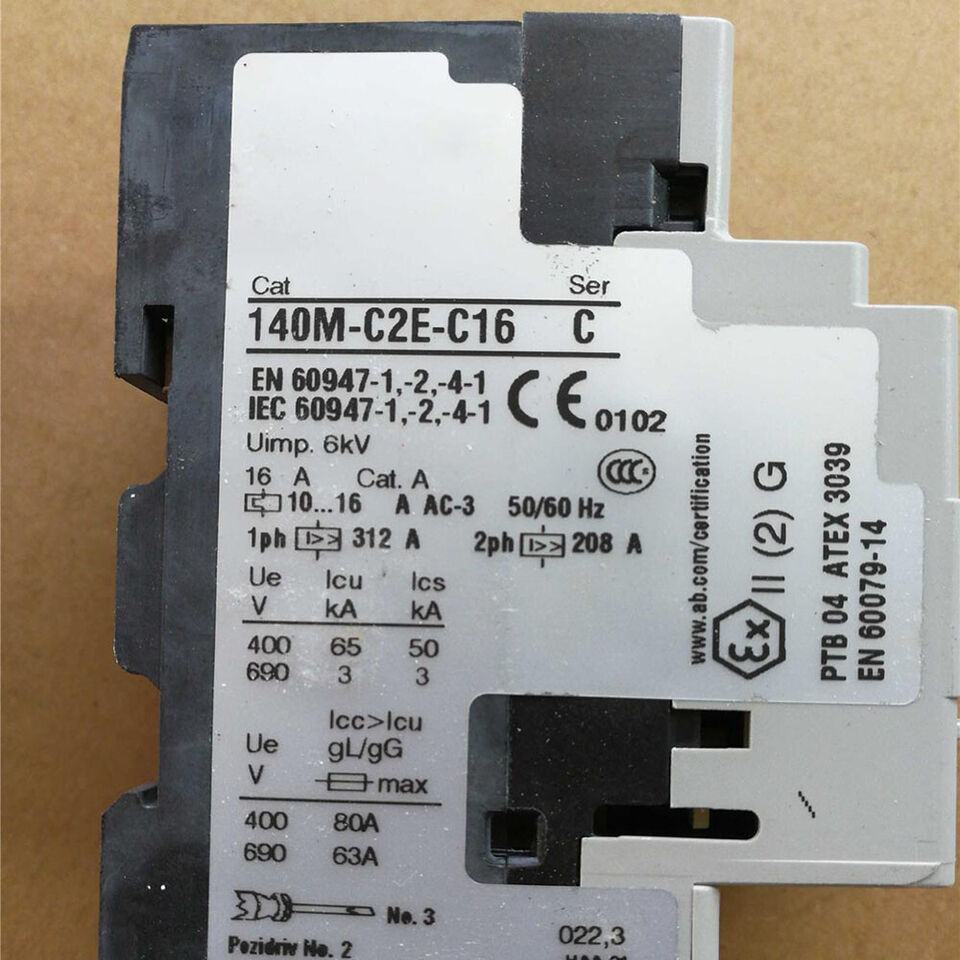 Cat Ser
140M-C2E-C16 C
EN 60947-1,-2,-4-1
IEC 60947-1,-2,-4-1
CE 0102
Uimp. 6kV
CCC
16 A Cat. A
10...16 A AC-3 50/60 Hz
1ph I>> 312 A 2ph I>> 208 A
Ue Icu Ics
V kA kA
400 65 50
690 3 3
Icc>Icu
Ue gL/gG
V max
400 80A
690 63A
No. 3
Pozidriv No. 2
022,3
www.ab.com/certification
Ex II (2) G
PTB 04 ATEX 3039
EN 60079-14